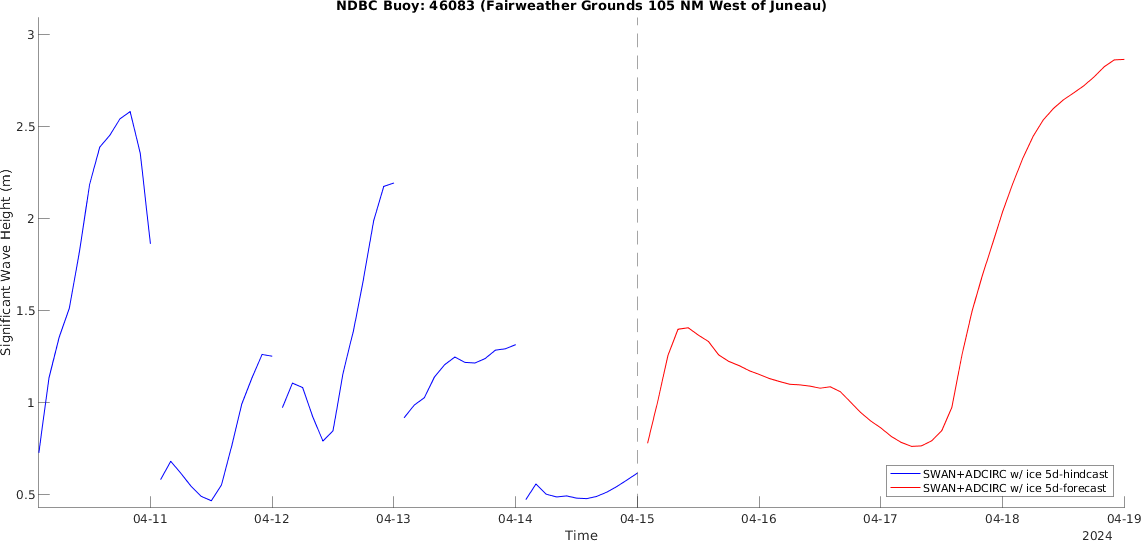 NDBC Buoy: 46083 (Fairweather Grounds 105 NM West of Juneau)
3
2.5
2
1.5
1
0.5
Significant Wave Height (m)
04-11 04-12 04-13 04-14 04-15 04-16 04-17 04-18 04-19
Time
2024
SWAN+ADCIRC w/ ice 5d-hindcast
SWAN+ADCIRC w/ ice 5d-forecast